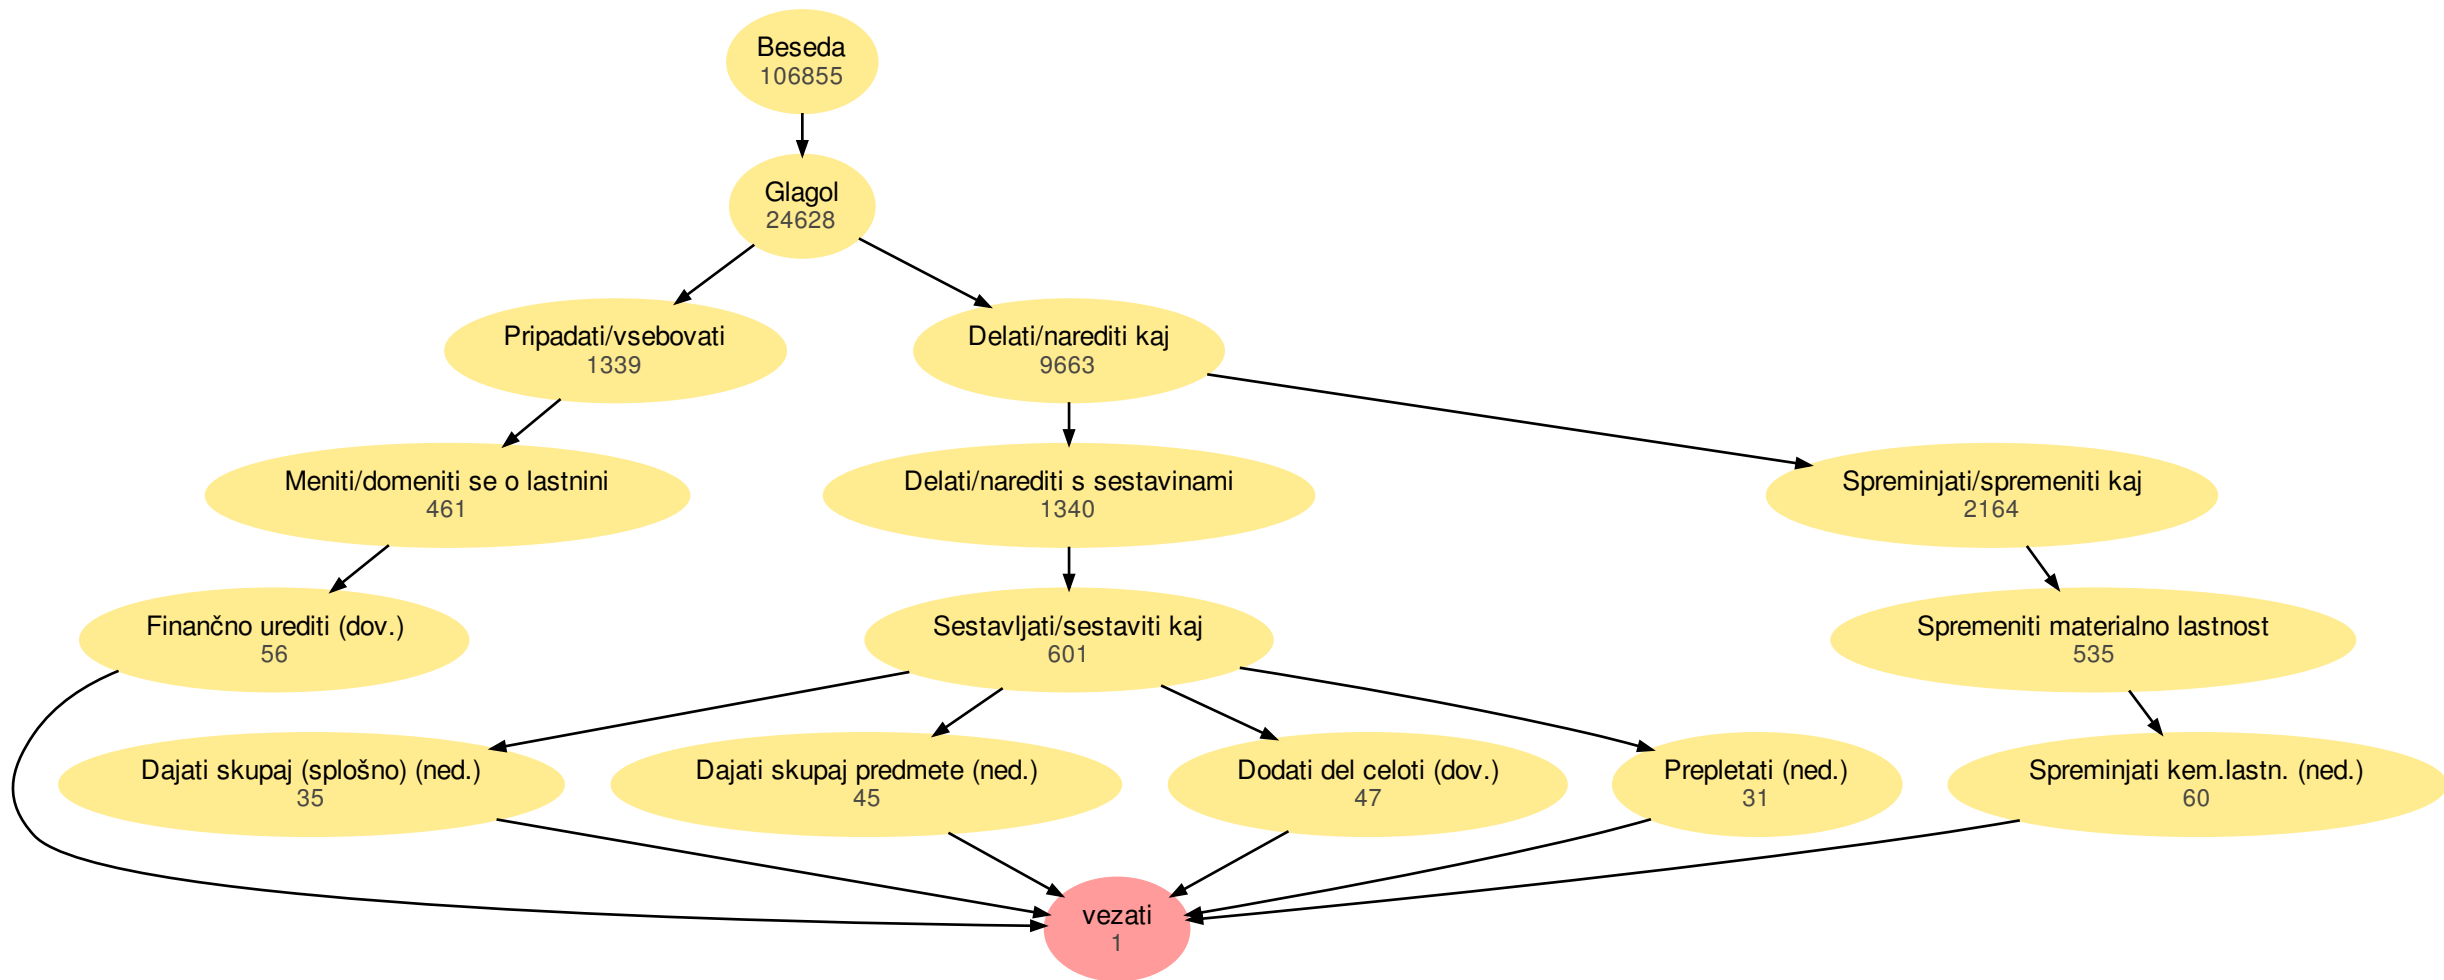 Beseda
106855
Glagol
24628
Pripadati/vsebovati
1339
Delati/narediti kaj
9663
Meniti/domeniti se o lastnini
461
Delati/narediti s sestavinami
1340
Spreminjati/spremeniti kaj
2164
Finančno urediti (dov.)
56
Sestavljati/sestaviti kaj
601
Spremeniti materialno lastnost
535
Dajati skupaj (splošno) (ned.)
35
Dajati skupaj predmete (ned.)
45
Dodati del celoti (dov.)
47
Prepletati (ned.)
31
Spreminjati kem.lastn. (ned.)
60
vezati
1